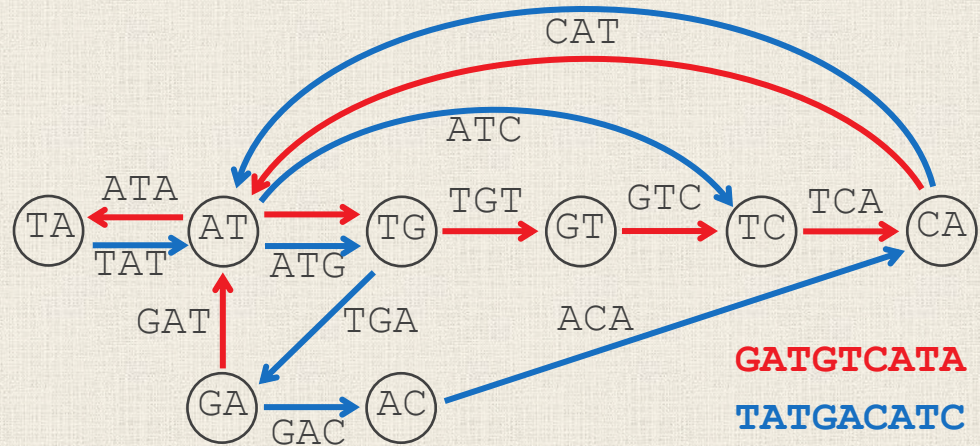 CAT
ATC
ATA
TGT
GTC
TCA
TA
AT
TG
GT
TC
CA
TAT
ATG
GAT
TGA
ACA
GATGTCATA
GA
AC
TATGACATC
GAC